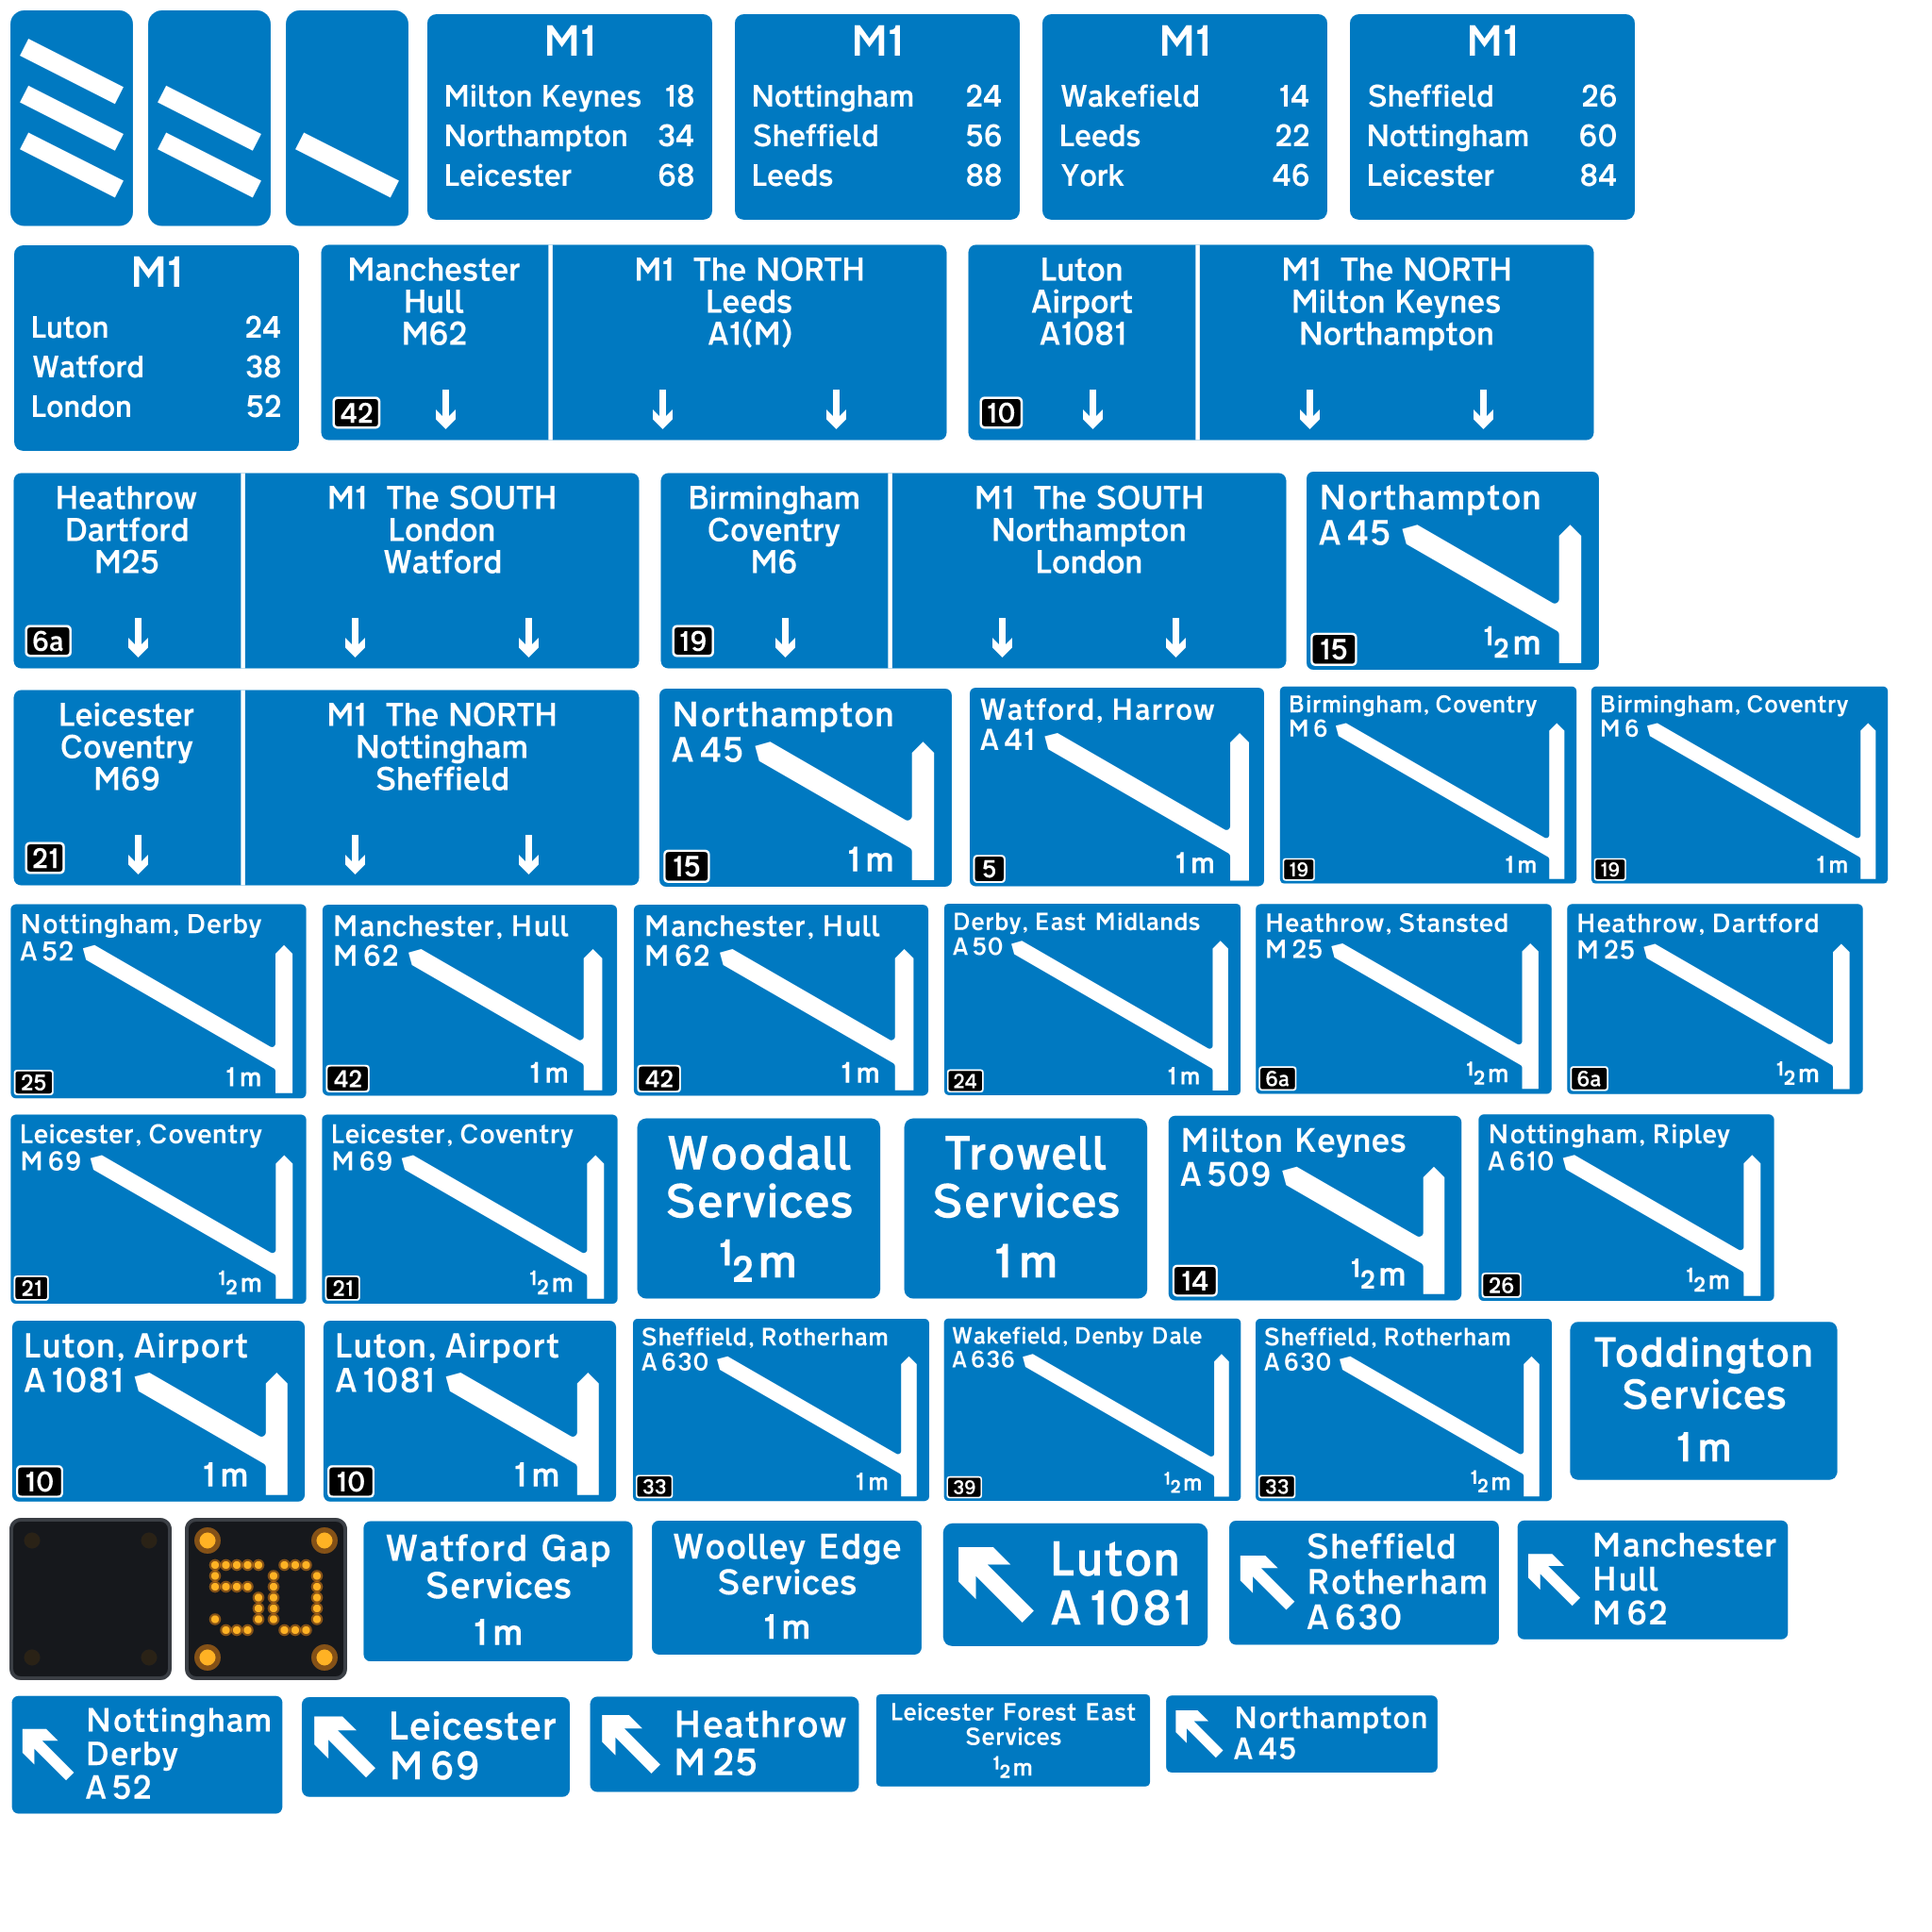 M1
Milton Keynes 18
Northampton 34
Leicester 68
M1
Nottingham 24
Sheffield 56
Leeds 88
M1
Wakefield 14
Leeds 22
York 46
M1
Sheffield 26
Nottingham 60
Leicester 84
M1
Luton 24
Watford 38
London 52
Manchester
Hull
M62
42
M1 The NORTH
Leeds
A1(M)
Luton
Airport
A1081
10
M1 The NORTH
Milton Keynes
Northampton
Heathrow
Dartford
M25
6a
M1 The SOUTH
London
Watford
Birmingham
Coventry
M6
19
M1 The SOUTH
Northampton
London
Northampton
A 45
15 ½ m
Leicester
Coventry
M69
21
M1 The NORTH
Nottingham
Sheffield
Northampton
A 45
15 1 m
Watford, Harrow
A 41
5 1 m
Birmingham, Coventry
M 6
19 1 m
Birmingham, Coventry
M 6
19 1 m
Nottingham, Derby
A 52
25 1 m
Manchester, Hull
M 62
42 1 m
Manchester, Hull
M 62
42 1 m
Derby, East Midlands
A 50
24 1 m
Heathrow, Stansted
M 25
6a ½ m
Heathrow, Dartford
M 25
6a ½ m
Leicester, Coventry
M 69
21 ½ m
Leicester, Coventry
M 69
21 ½ m
Woodall
Services
½ m
Trowell
Services
1 m
Milton Keynes
A 509
14 ½ m
Nottingham, Ripley
A 610
26 ½ m
Luton, Airport
A 1081
10 1 m
Luton, Airport
A 1081
10 1 m
Sheffield, Rotherham
A 630
33 1 m
Wakefield, Denby Dale
A 636
39 ½ m
Sheffield, Rotherham
A 630
33 ½ m
Toddington
Services
1 m
50
Watford Gap
Services
1 m
Woolley Edge
Services
1 m
Luton
A 1081
Sheffield
Rotherham
A 630
Manchester
Hull
M 62
Nottingham
Derby
A 52
Leicester
M 69
Heathrow
M 25
Leicester Forest East
Services
½ m
Northampton
A 45